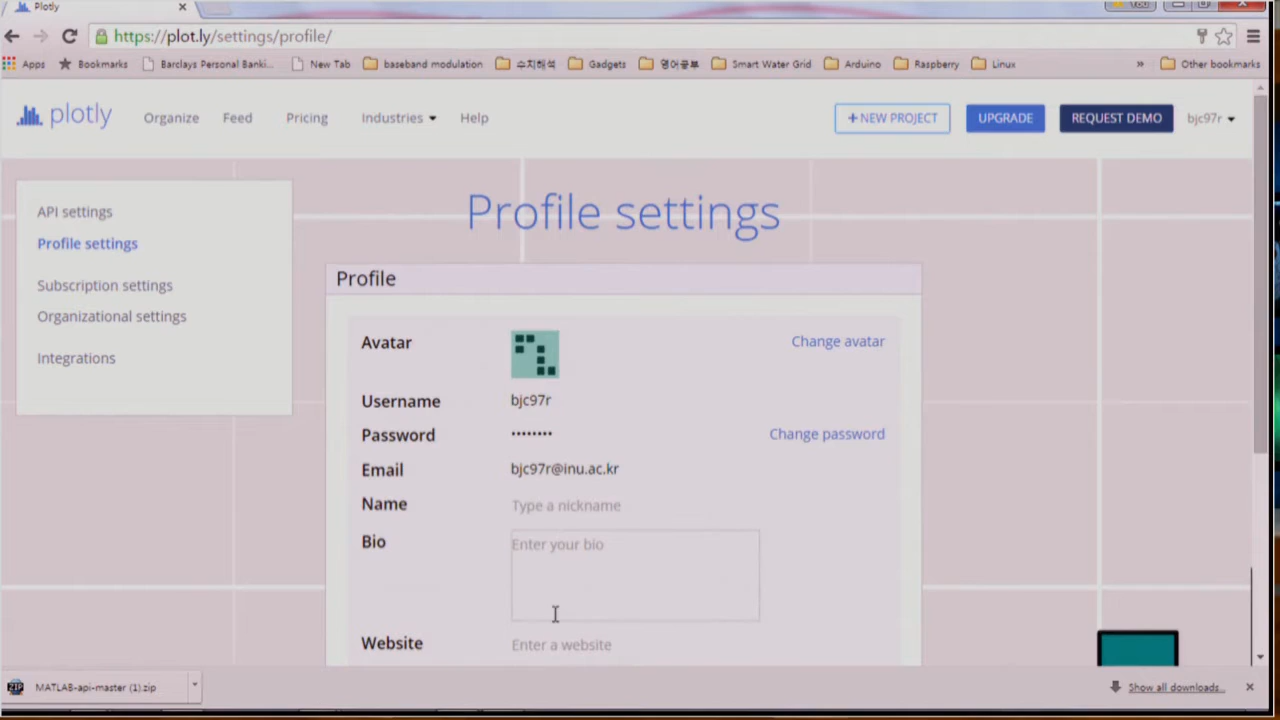 Plotly
You
https://plot.ly/settings/profile/
Apps Bookmarks Barclays Personal Banki... New Tab baseband modulation 수치해석 Gadgets 영어공부 Smart Water Grid Arduino Raspberry Linux » Other bookmarks
plotly Organize Feed Pricing Industries Help +NEW PROJECT UPGRADE REQUEST DEMO bjc97r
API settings
Profile settings
Subscription settings
Organizational settings
Integrations
Profile settings
Profile
Avatar Change avatar
Username bjc97r
Password •••••••• Change password
Email bjc97r@inu.ac.kr
Name Type a nickname
Bio Enter your bio
Website Enter a website
ZIP MATLAB-api-master (1).zip Show all downloads...